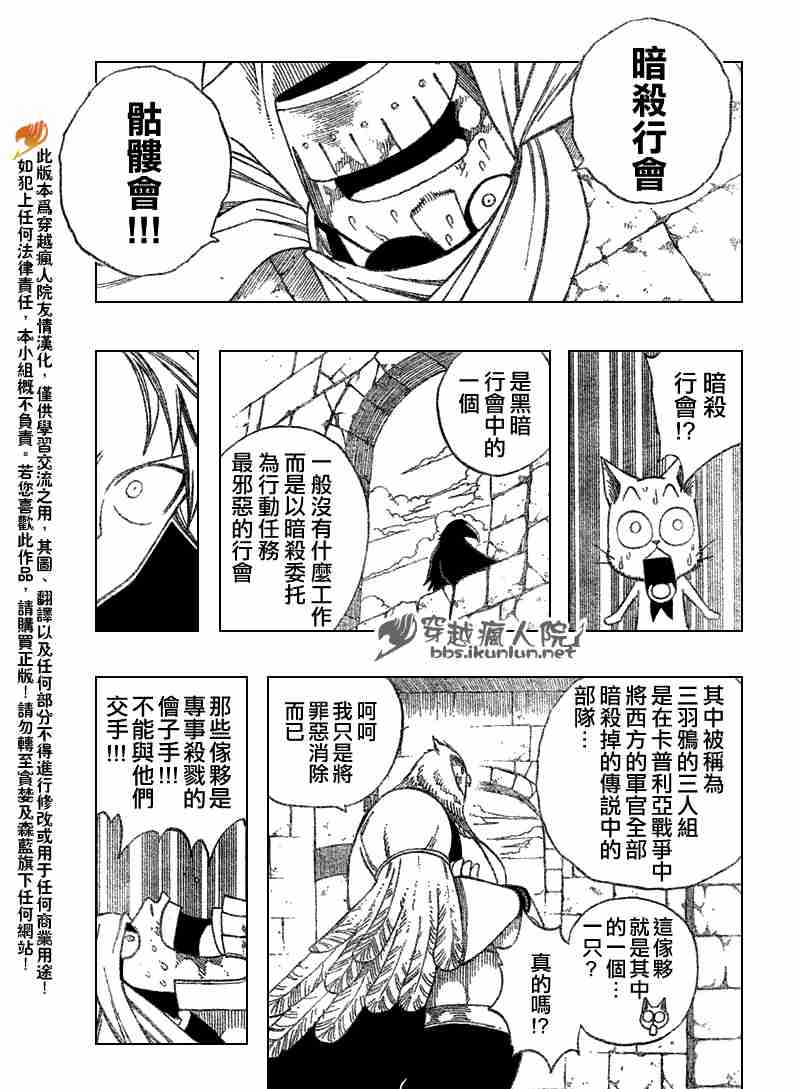 暗殺行會
骷髏會!!!
暗殺
行會!?
是黑暗
行會中的
一個
一般沒有什麼工作
而是以暗殺委托
為行動任務
最邪惡的行會
其中被稱為
三羽鴉的三人組
是在卡普利亞戰爭中
將西方的軍官全部
暗殺掉的傳說中的
部隊…
呵呵
我只是將
罪惡消除
而已
這傢夥
就是其中
的一個…
一只?
真的嗎!?
那些傢夥是
專事殺戮的
儈子手!!!
不能與他們
交手!!!
穿越瘋人院
bbs.ikunlun.net
此版本爲穿越瘋人院友情漢化，僅供學習交流之用，其圖、翻譯以及任何部分不得進行修改或用于任何商業用途！
如犯上任何法律責任，本小組概不負責。若您喜歡此作品，請購買正版！請勿轉至貪婪及森藍旗下任何網站！